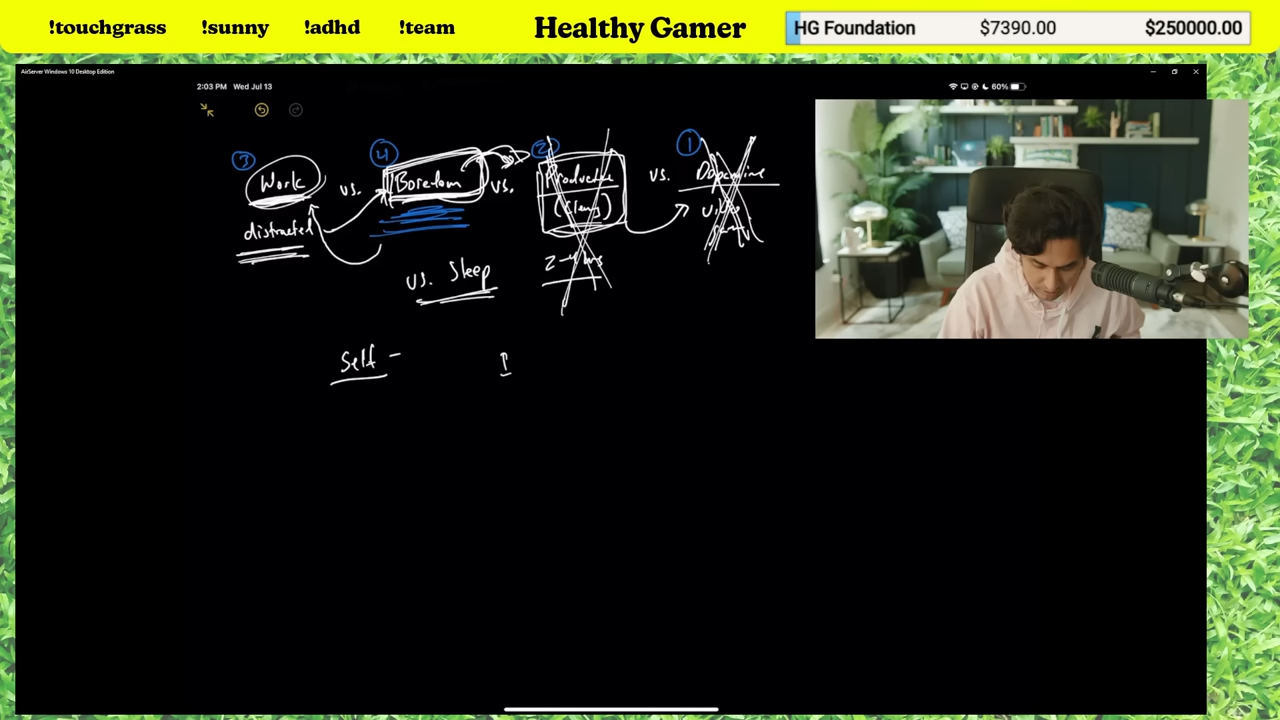 !touchgrass !sunny !adhd !team Healthy Gamer HG Foundation $7390.00 $250000.00
AirServer Windows 10 Desktop Edition
2:03 PM Wed Jul 13 60%
3 4 2 1
Work vs. Boredom vs. Productive vs. Dopamine
distracted
vs. Sleep
Self - I